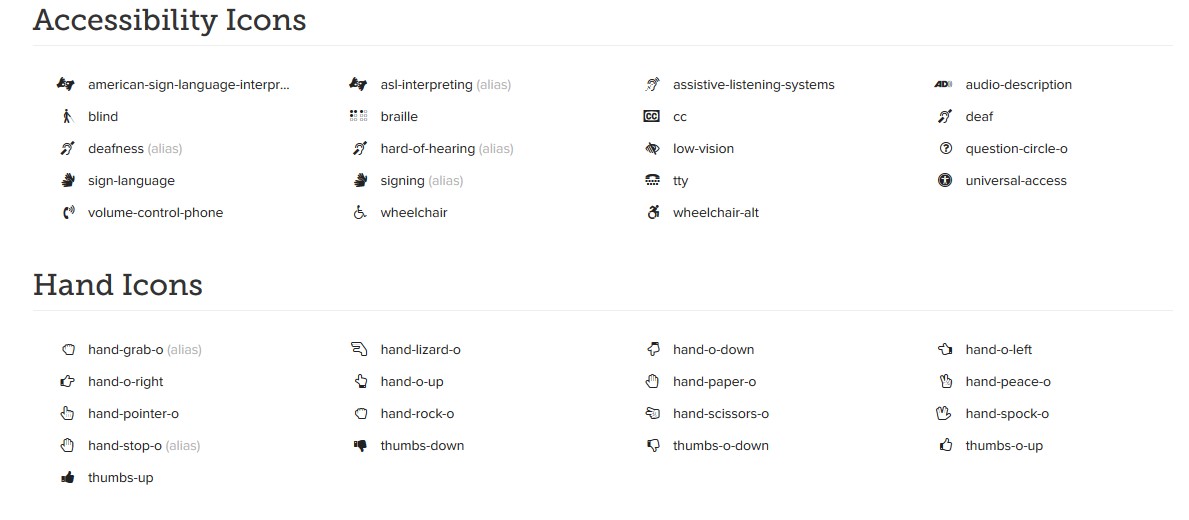 Accessibility Icons
american-sign-language-interpr... asl-interpreting (alias) assistive-listening-systems audio-description
blind braille cc deaf
deafness (alias) hard-of-hearing (alias) low-vision question-circle-o
sign-language signing (alias) tty universal-access
volume-control-phone wheelchair wheelchair-alt
Hand Icons
hand-grab-o (alias) hand-lizard-o hand-o-down hand-o-left
hand-o-right hand-o-up hand-paper-o hand-peace-o
hand-pointer-o hand-rock-o hand-scissors-o hand-spock-o
hand-stop-o (alias) thumbs-down thumbs-o-down thumbs-o-up
thumbs-up